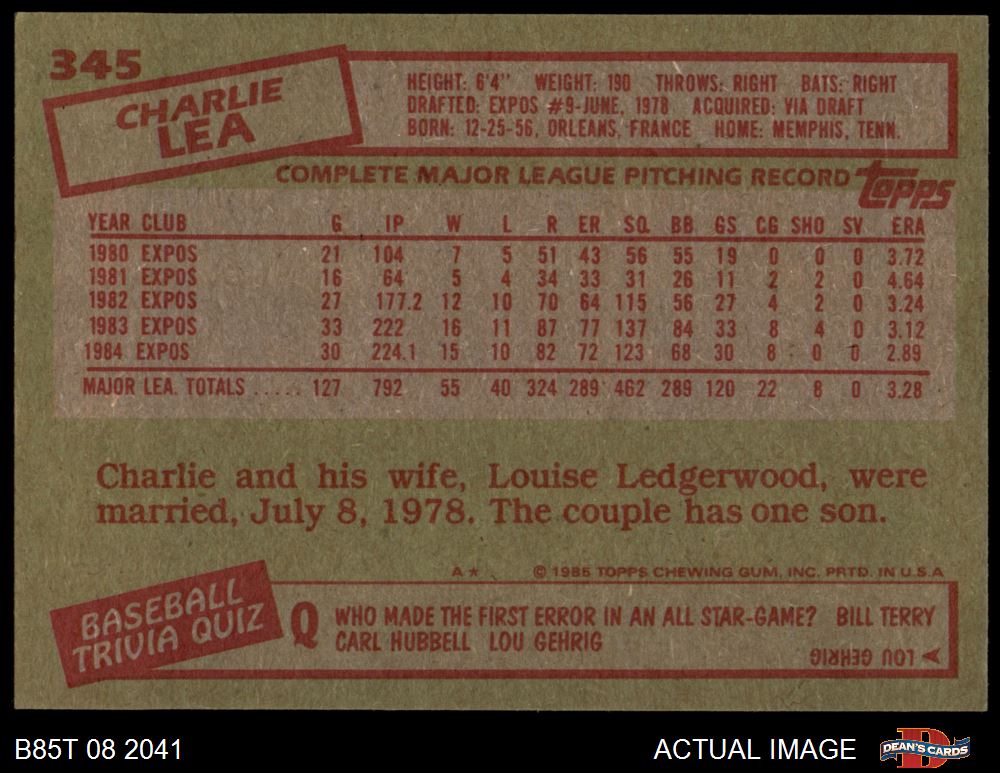 345
CHARLIE
LEA
HEIGHT: 6'4" WEIGHT: 190 THROWS: RIGHT BATS: RIGHT
DRAFTED: EXPOS #9-JUNE, 1978 ACQUIRED: VIA DRAFT
BORN: 12-25-56, ORLEANS, FRANCE HOME: MEMPHIS, TENN.
COMPLETE MAJOR LEAGUE PITCHING RECORD topps
YEAR CLUB G IP W L R ER SO BB GS CG SHO SV ERA
1980 EXPOS 21 104 7 5 51 43 56 55 19 0 0 0 3.72
1981 EXPOS 16 64 5 4 34 33 31 26 11 2 2 0 4.64
1982 EXPOS 27 177.2 12 10 70 64 115 56 27 4 2 0 3.24
1983 EXPOS 33 222 16 11 87 77 137 84 33 8 4 0 3.12
1984 EXPOS 30 224.1 15 10 82 72 123 68 30 8 0 0 2.89
MAJOR LEA. TOTALS ..... 127 792 55 40 324 289 462 289 120 22 8 0 3.28
Charlie and his wife, Louise Ledgerwood, were
married, July 8, 1978. The couple has one son.
A★ © 1985 TOPPS CHEWING GUM, INC. PRTD. IN U.S.A
BASEBALL
TRIVIA QUIZ
Q WHO MADE THE FIRST ERROR IN AN ALL STAR-GAME? BILL TERRY
CARL HUBBELL LOU GEHRIG
LOU GEHRIG
B85T 08 2041 ACTUAL IMAGE DEAN'S CARDS